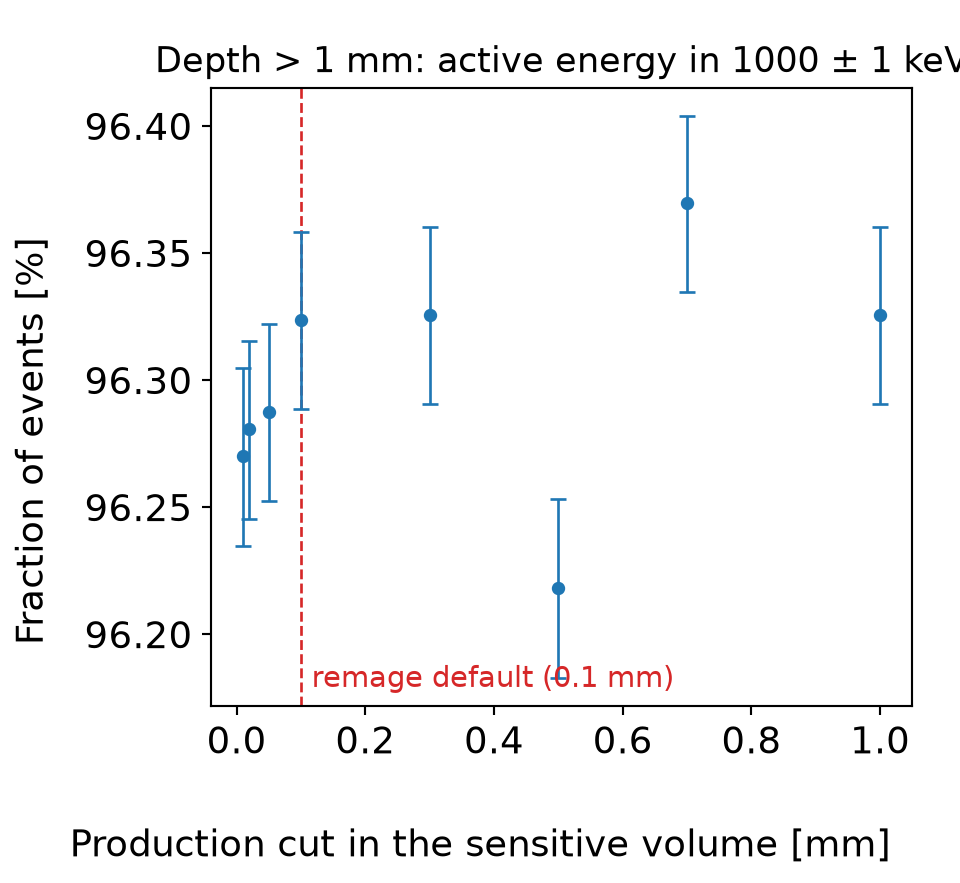 Depth > 1 mm: active energy in 1000 ± 1 keV
Fraction of events [%]
96.40
96.35
96.30
96.25
96.20
remage default (0.1 mm)
0.0 0.2 0.4 0.6 0.8 1.0
Production cut in the sensitive volume [mm]